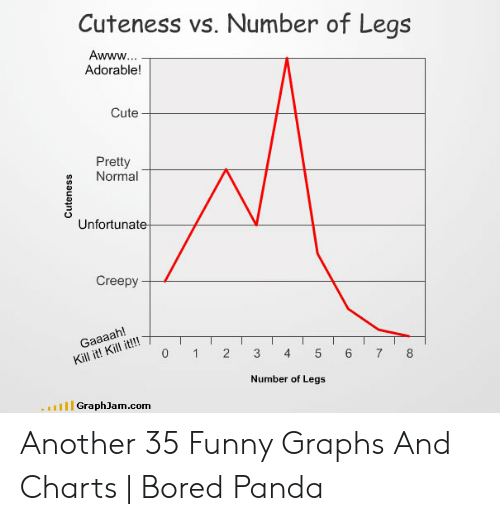 Cuteness vs. Number of Legs
Awww...
Adorable!
Cute
Pretty
Normal
Unfortunate
Creepy
Gaaaah!
Kill it! Kill it!!!
Cuteness
0 1 2 3 4 5 6 7 8
Number of Legs
GraphJam.com
Another 35 Funny Graphs And
Charts | Bored Panda